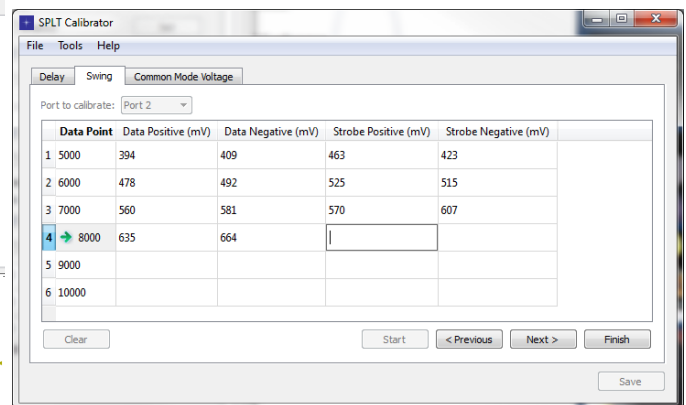 SPLT Calibrator
File Tools Help
Delay Swing Common Mode Voltage
Port to calibrate: Port 2
Data Point Data Positive (mV) Data Negative (mV) Strobe Positive (mV) Strobe Negative (mV)
1 5000 394 409 463 423
2 6000 478 492 525 515
3 7000 560 581 570 607
4 8000 635 664
5 9000
6 10000
Clear Start < Previous Next > Finish
Save